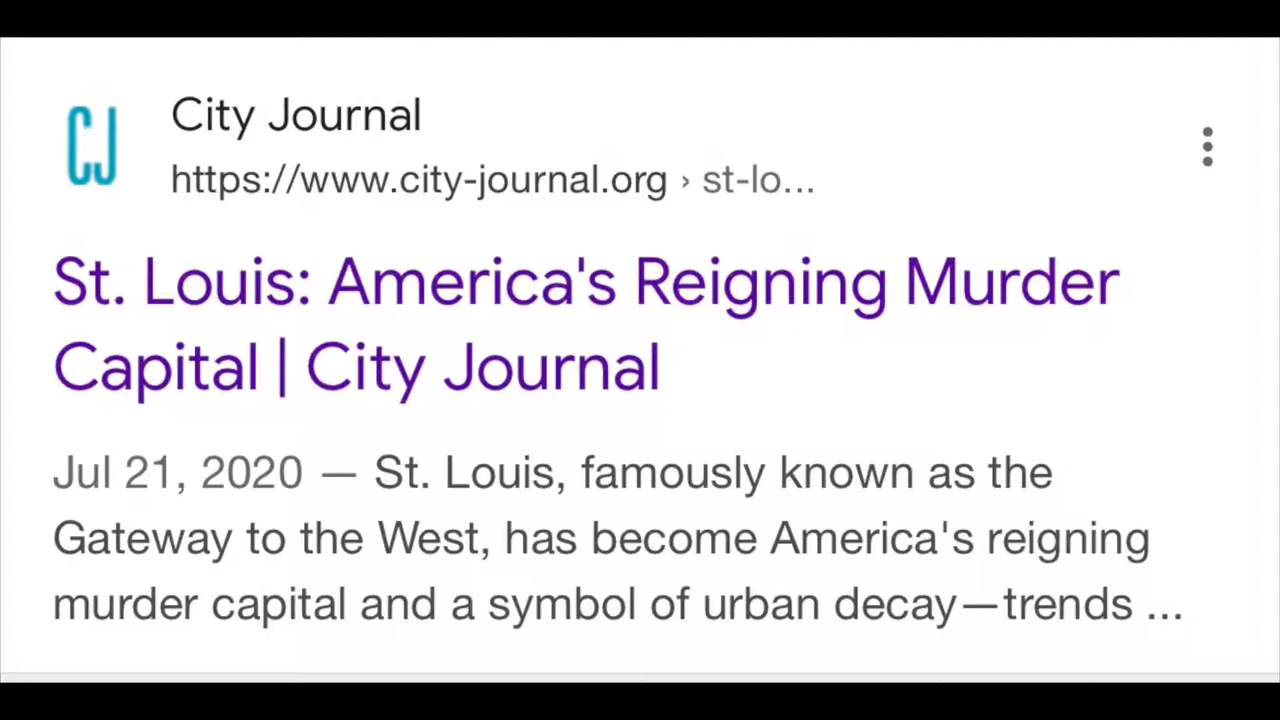 CJ
City Journal
https://www.city-journal.org › st-lo...
St. Louis: America's Reigning Murder
Capital | City Journal
Jul 21, 2020 — St. Louis, famously known as the
Gateway to the West, has become America's reigning
murder capital and a symbol of urban decay—trends ...